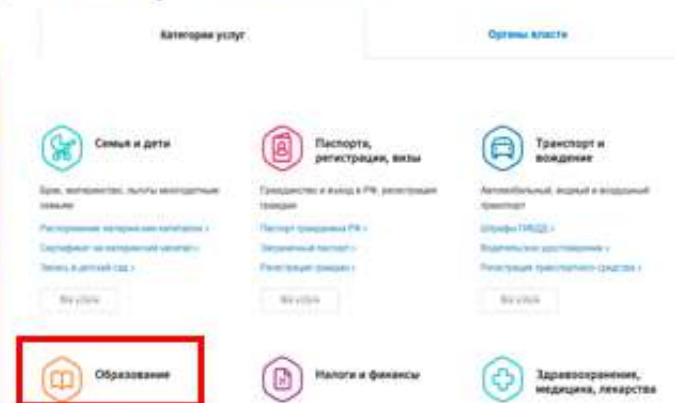 Категории услуг
Органы власти
Семья и дети
Паспорта,
регистрации, визы
Транспорт и
вождение
Брак, материнство, льготы многодетным
семьям
Гражданство и выезд в РФ, регистрация
граждан
Автомобильный, водный и воздушный
транспорт
Распоряжение материнским капиталом >
Сертификат на материнский капитал >
Запись в детский сад >
Паспорт гражданина РФ >
Заграничный паспорт >
Регистрация граждан >
Штрафы ГИБДД >
Водительское удостоверение >
Регистрация транспортного средства >
Все услуги
Все услуги
Все услуги
Образование
Налоги и финансы
Здравоохранение,
медицина, лекарства